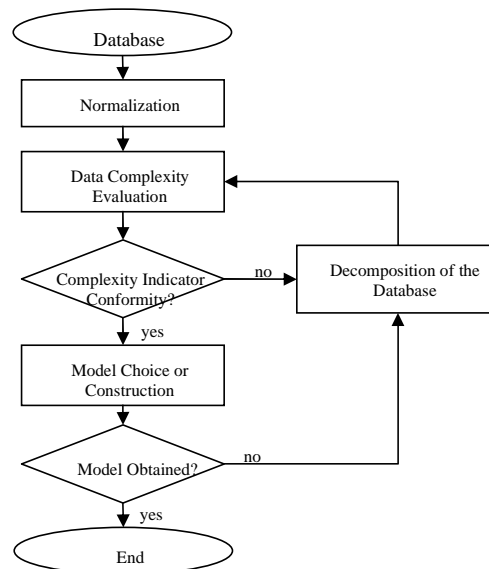 Database
Normalization
Data Complexity
Evaluation
Complexity Indicator
Conformity?
no
Decomposition of the
Database
yes
Model Choice or
Construction
Model Obtained?
no
yes
End